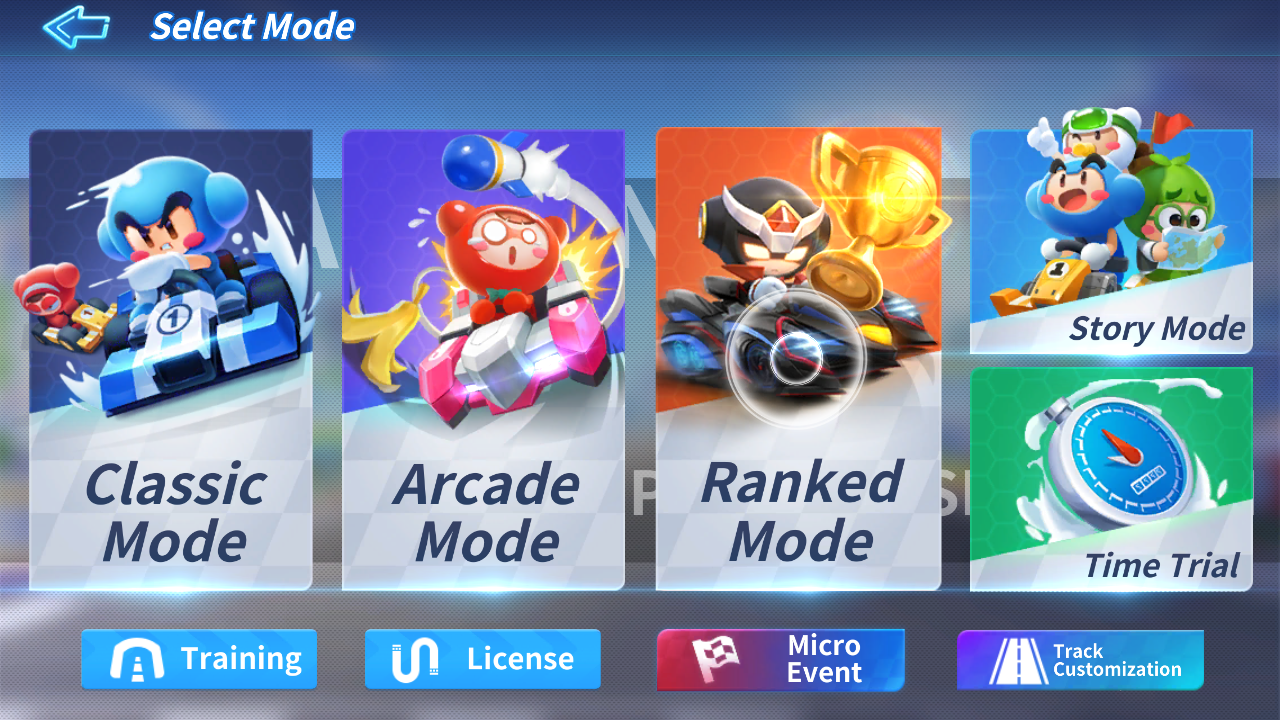 Select Mode
Classic
Mode
Arcade
Mode
Ranked
Mode
Story Mode
Time Trial
Training
License
Micro
Event
Track
Customization